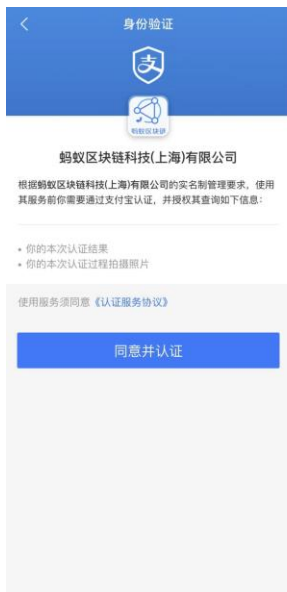 身份验证
支
蚂蚁区块链
蚂蚁区块链科技(上海)有限公司
根据蚂蚁区块链科技(上海)有限公司的实名制管理要求，使用
其服务前你需要通过支付宝认证，并授权其查询如下信息：
• 你的本次认证结果
• 你的本次认证过程拍摄照片
使用服务须同意《认证服务协议》
同意并认证